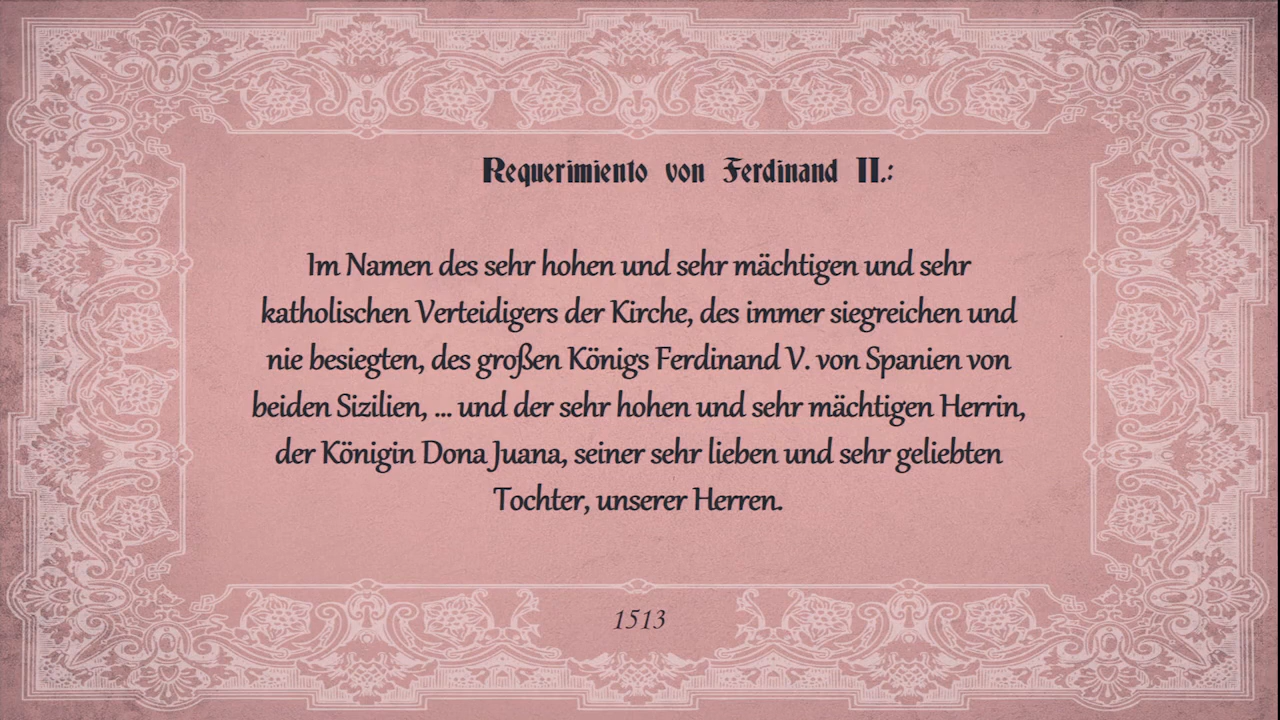 Requerimiento von Ferdinand II.:
Im Namen des sehr hohen und sehr mächtigen und sehr
katholischen Verteidigers der Kirche, des immer siegreichen und
nie besiegten, des großen Königs Ferdinand V. von Spanien von
beiden Sizilien, ... und der sehr hohen und sehr mächtigen Herrin,
der Königin Dona Juana, seiner sehr lieben und sehr geliebten
Tochter, unserer Herren.
1513